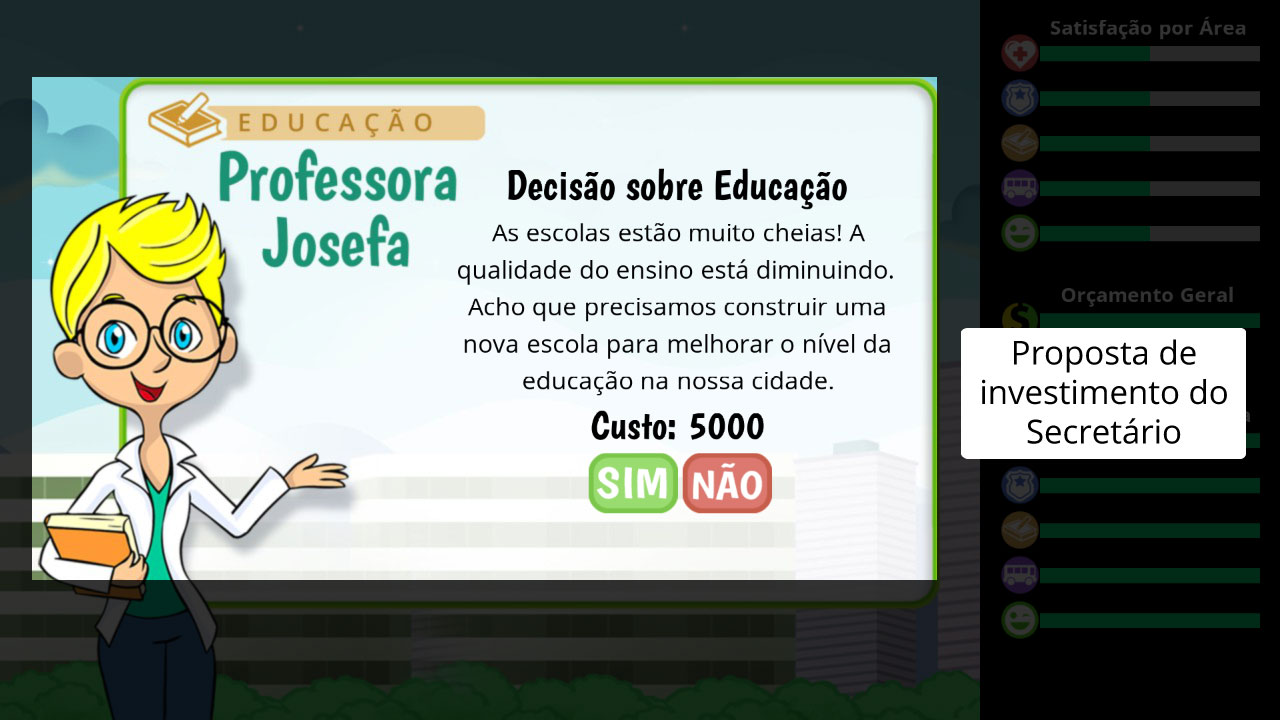 Satisfação por Área
EDUCAÇÃO
Professora
Josefa
Decisão sobre Educação
As escolas estão muito cheias! A
qualidade do ensino está diminuindo.
Acho que precisamos construir uma
nova escola para melhorar o nível da
educação na nossa cidade.
Custo: 5000
SIM NÃO
Orçamento Geral
Proposta de
investimento do
Secretário